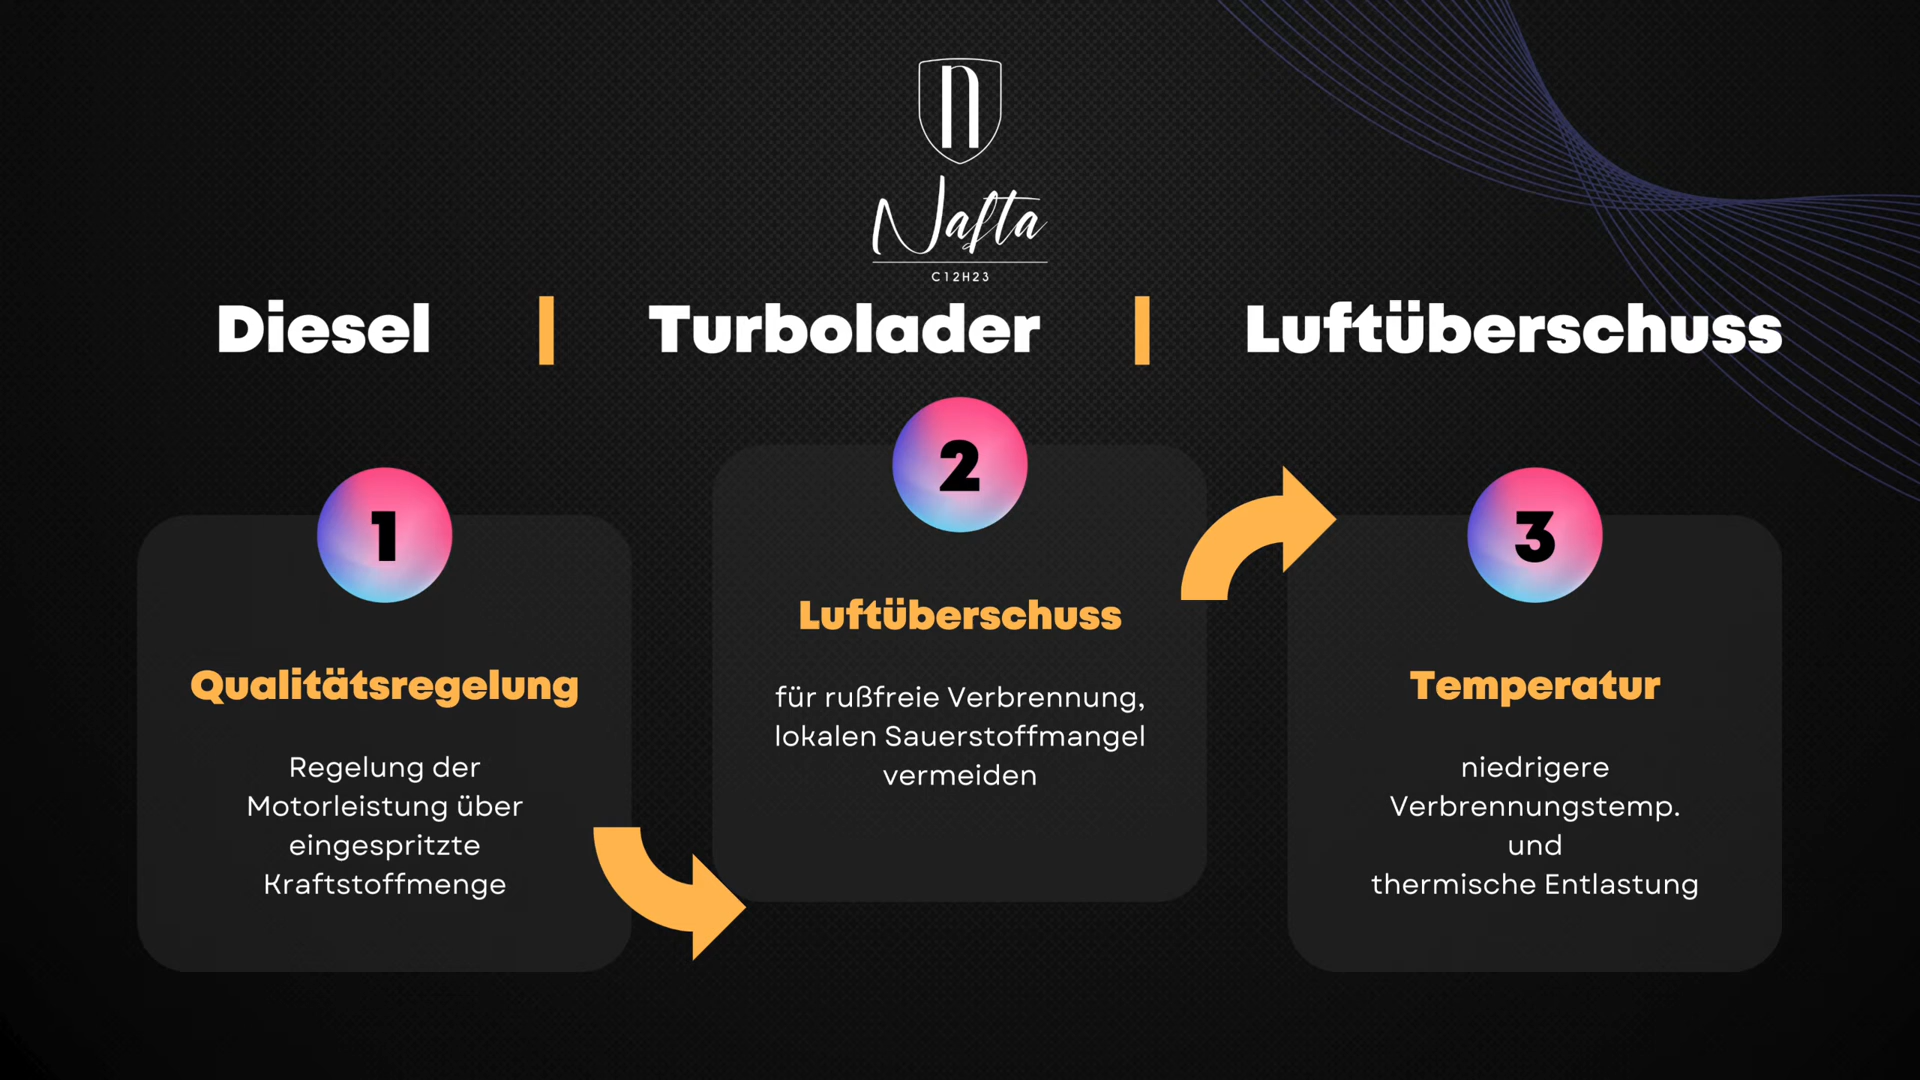 n
Nafta
C12H23
Diesel | Turbolader | Luftüberschuss
1
Qualitätsregelung
Regelung der
Motorleistung über
eingespritzte
Kraftstoffmenge
2
Luftüberschuss
für rußfreie Verbrennung,
lokalen Sauerstoffmangel
vermeiden
3
Temperatur
niedrigere
Verbrennungstemp.
und
thermische Entlastung